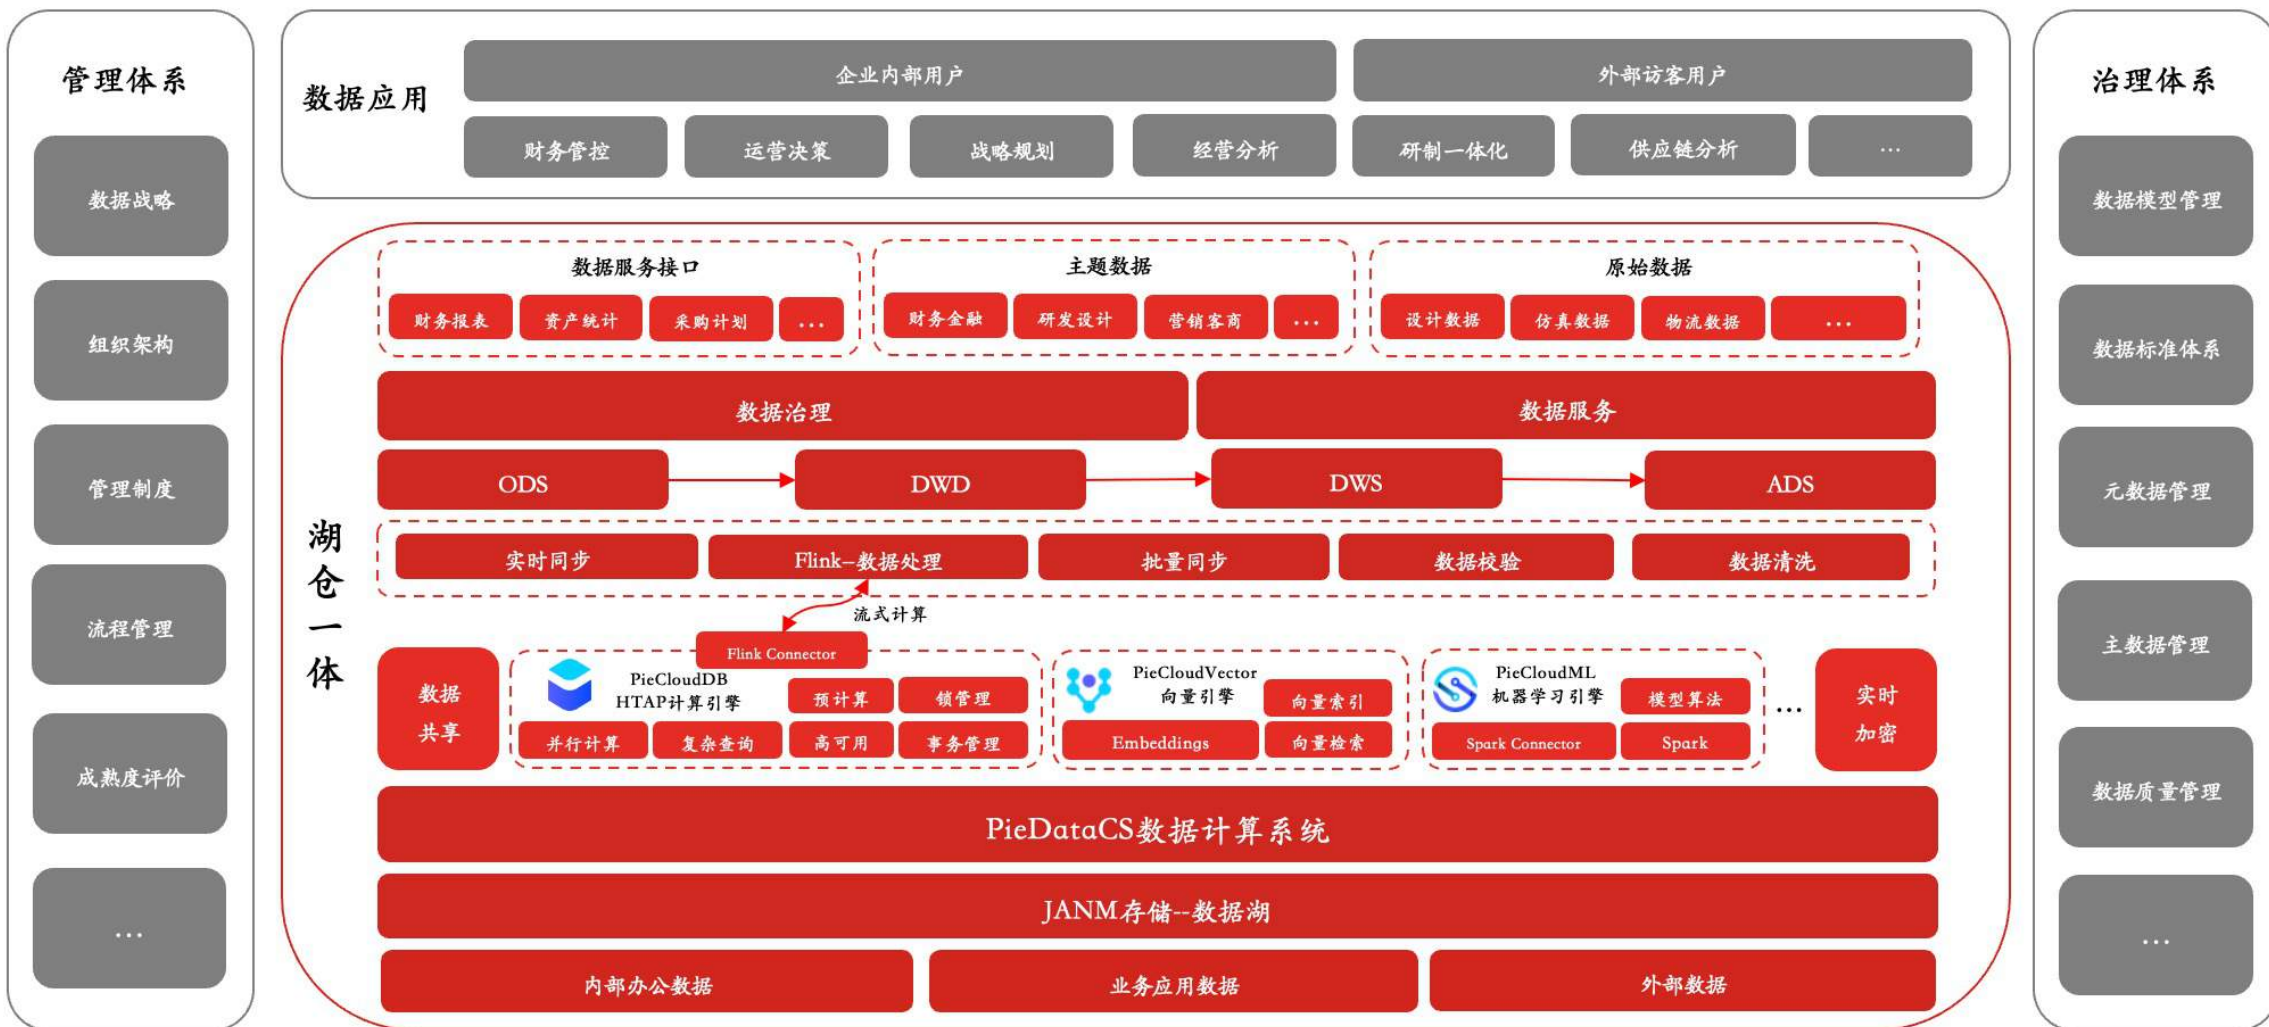 管理体系
数据战略
组织架构
管理制度
流程管理
成熟度评价
...
数据应用
企业内部用户
外部访客用户
财务管控
运营决策
战略规划
经营分析
研制一体化
供应链分析
...
湖仓一体
数据服务接口
财务报表
资产统计
采购计划
...
主题数据
财务金融
研发设计
营销客商
...
原始数据
设计数据
仿真数据
物流数据
...
数据治理
数据服务
ODS
DWD
DWS
ADS
实时同步
Flink-数据处理
批量同步
数据校验
数据清洗
流式计算
数据
共享
Flink Connector
PieCloudDB
HTAP计算引擎
预计算
锁管理
并行计算
复杂查询
高可用
事务管理
PieCloudVector
向量引擎
向量索引
Embeddings
向量检索
PieCloudML
机器学习引擎
模型算法
Spark Connector
Spark
...
实时
加密
PieDataCS数据计算系统
JANM存储--数据湖
内部办公数据
业务应用数据
外部数据
治理体系
数据模型管理
数据标准体系
元数据管理
主数据管理
数据质量管理
...